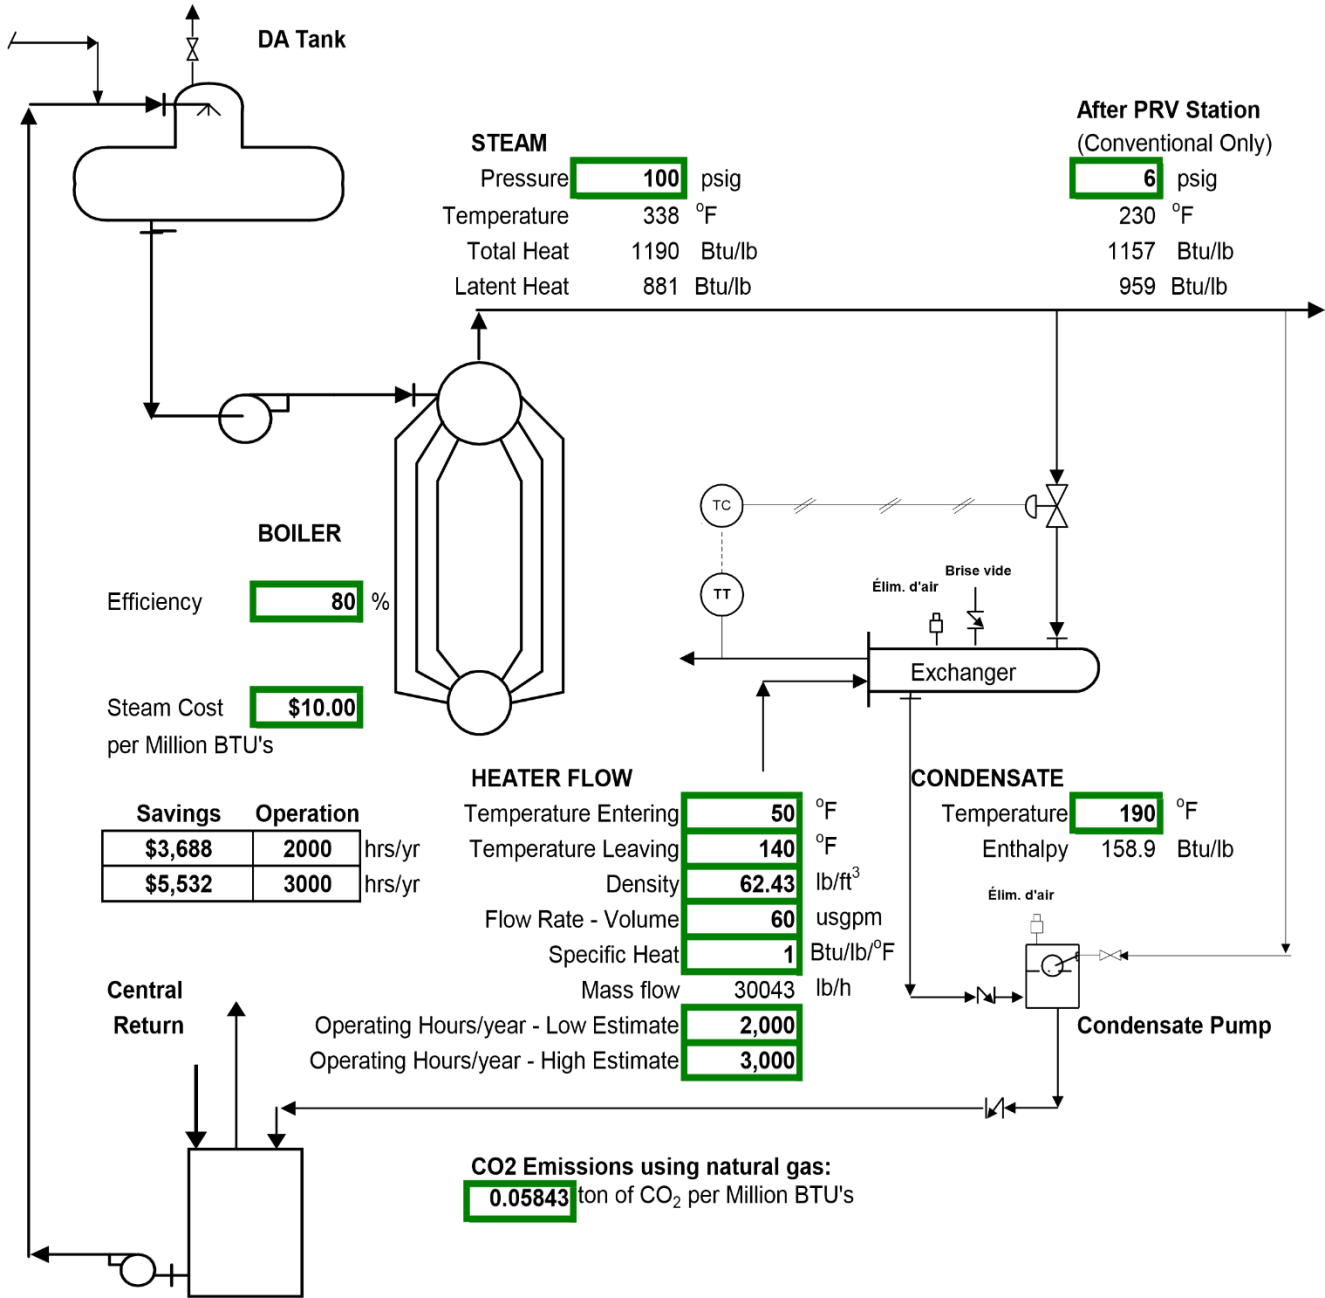 DA Tank
After PRV Station
(Conventional Only)
STEAM
Pressure 100 psig 6 psig
Temperature 338 °F 230 °F
Total Heat 1190 Btu/lb 1157 Btu/lb
Latent Heat 881 Btu/lb 959 Btu/lb
TC
BOILER
Brise vide
Élim. d'air
TT
Efficiency 80 %
Exchanger
Steam Cost $10.00
per Million BTU's
HEATER FLOW CONDENSATE
Savings Operation
Temperature Entering 50 °F
Temperature 190 °F
$3,688 2000 hrs/yr
Temperature Leaving 140 °F
Enthalpy 158.9 Btu/lb
$5,532 3000 hrs/yr
Density 62.43 lb/ft³
Élim. d'air
Flow Rate - Volume 60 usgpm
Specific Heat 1 Btu/lb/°F
Mass flow 30043 lb/h
Central
Return
Operating Hours/year - Low Estimate 2,000
Condensate Pump
Operating Hours/year - High Estimate 3,000
CO2 Emissions using natural gas:
0.05843 ton of CO₂ per Million BTU's